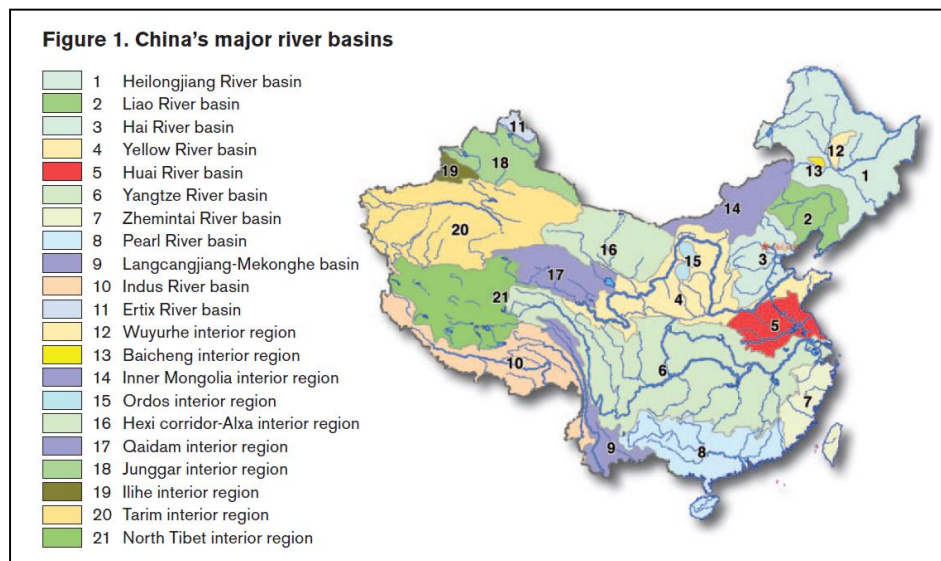 Figure 1. China's major river basins
1 Heilongjiang River basin
2 Liao River basin
3 Hai River basin
4 Yellow River basin
5 Huai River basin
6 Yangtze River basin
7 Zhemintai River basin
8 Pearl River basin
9 Langcangjiang-Mekonghe basin
10 Indus River basin
11 Ertix River basin
12 Wuyurhe interior region
13 Baicheng interior region
14 Inner Mongolia interior region
15 Ordos interior region
16 Hexi corridor-Alxa interior region
17 Qaidam interior region
18 Junggar interior region
19 Ilihe interior region
20 Tarim interior region
21 North Tibet interior region
11
12
18
13
19
1
14
2
20
16
15
3
17
4
21
5
10
6
7
9
8